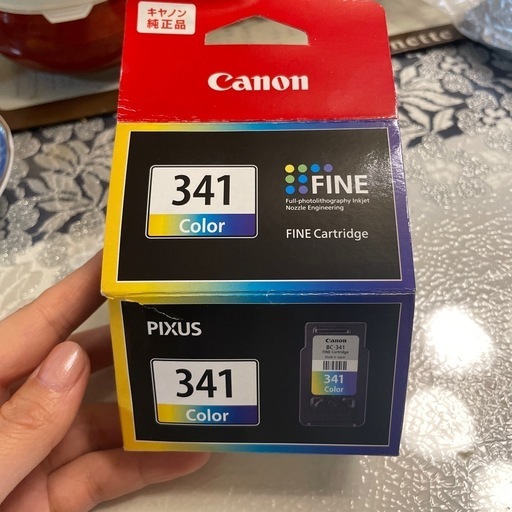 キヤノン
純正品
Canon
341
Color
FINE
Full-photolithography Inkjet
Nozzle Engineering
FINE Cartridge
PIXUS
341
Color
Canon
BC-341
FINE Cartridge
341
Color